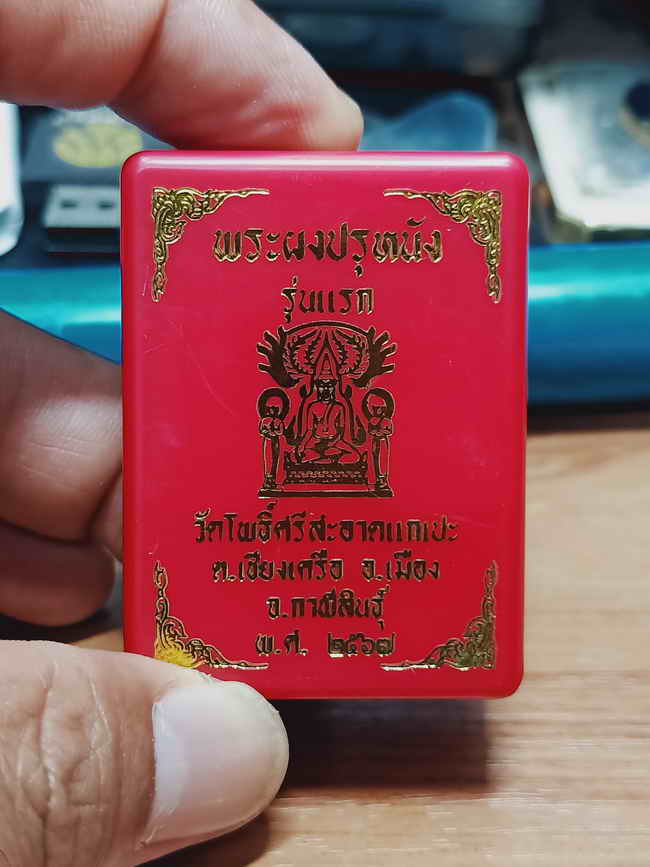 พระผงปรุหนัง
รุ่นแรก
วัดโพธิ์ศรีสะอาดแกเปะ
ต.เชียงเครือ อ.เมือง
จ.กาฬสินธุ์
พ.ศ. ๒๕๖๗